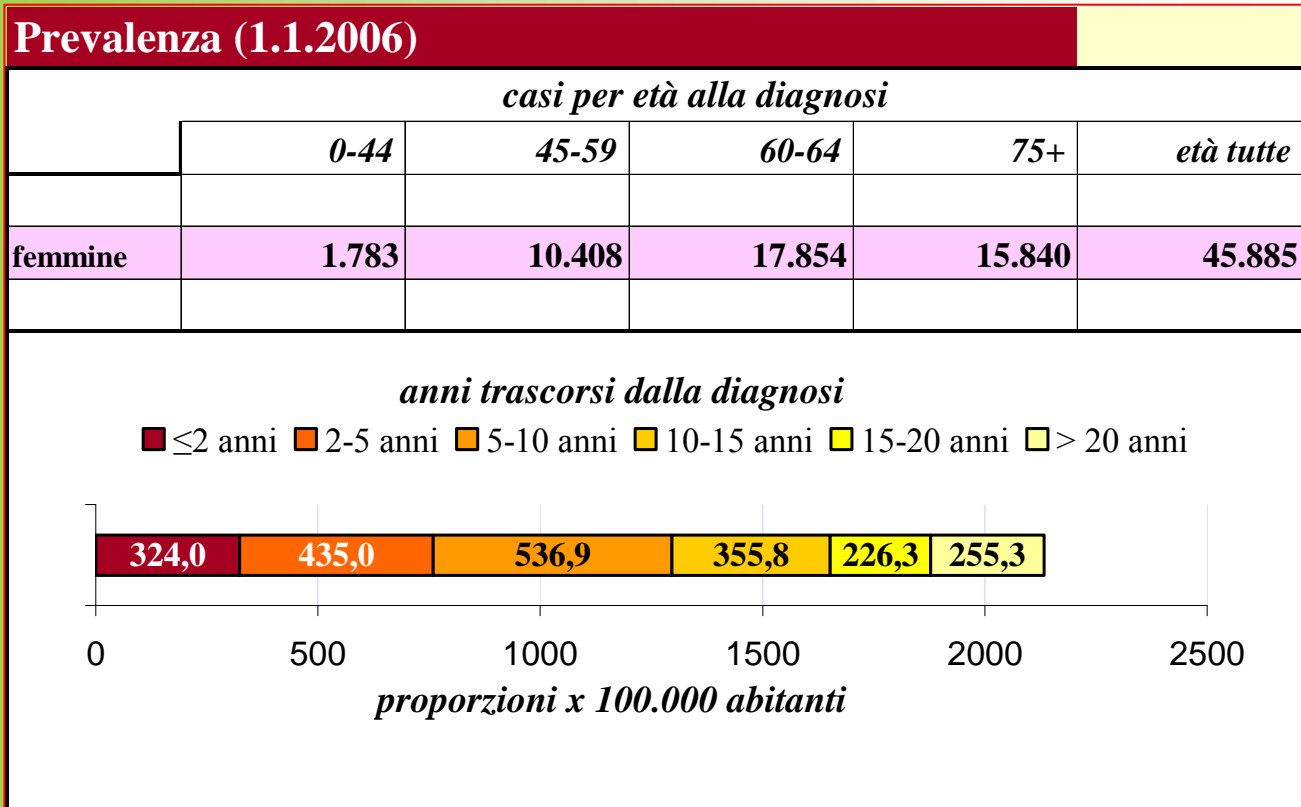 Prevalenza (1.1.2006)
casi per età alla diagnosi
0-44 45-59 60-64 75+ età tutte
femmine 1.783 10.408 17.854 15.840 45.885
anni trascorsi dalla diagnosi
≤2 anni 2-5 anni 5-10 anni 10-15 anni 15-20 anni > 20 anni
324,0 435,0 536,9 355,8 226,3 255,3
0 500 1000 1500 2000 2500
proporzioni x 100.000 abitanti